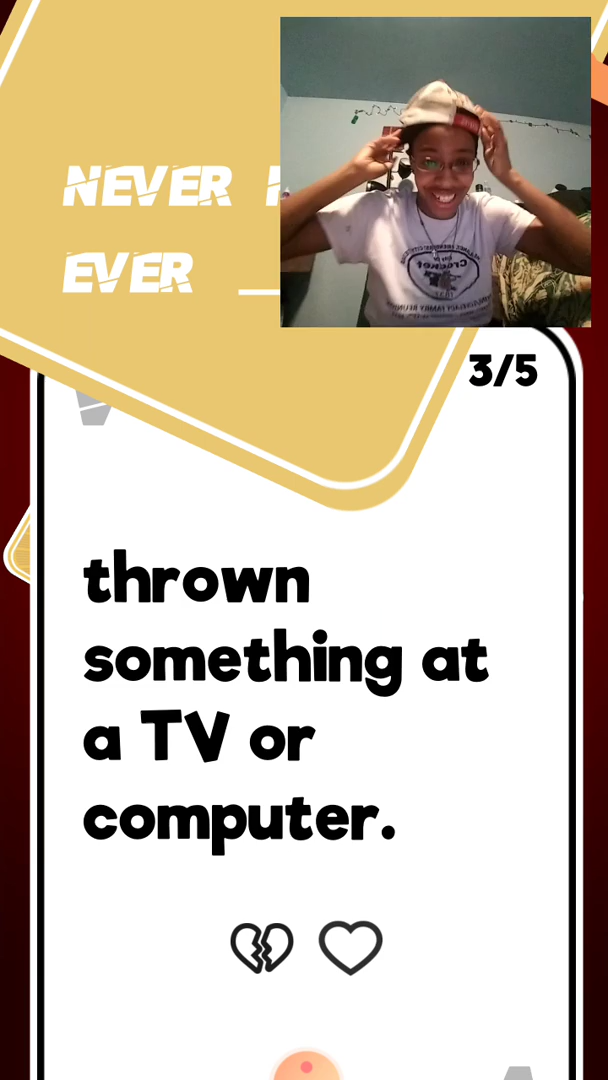 NEVER
EVER
3/5
thrown
something at
a TV or
computer.